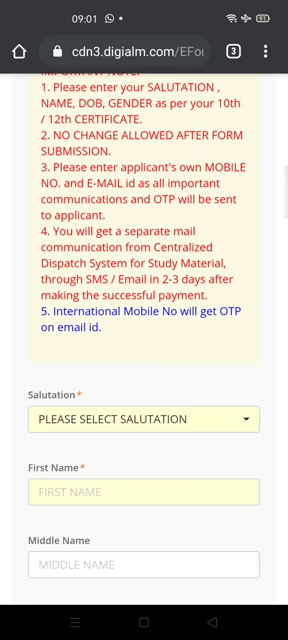 09:01
91
cdn3.digialm.com/EFor
3
IMPORTANT NOTE:
1. Please enter your SALUTATION ,
NAME, DOB, GENDER as per your 10th
/ 12th CERTIFICATE.
2. NO CHANGE ALLOWED AFTER FORM
SUBMISSION.
3. Please enter applicant's own MOBILE
NO. and E-MAIL id as all important
communications and OTP will be sent
to applicant.
4. You will get a separate mail
communication from Centralized
Dispatch System for Study Material,
through SMS / Email in 2-3 days after
making the successful payment.
5. International Mobile No will get OTP
on email id.
Salutation*
PLEASE SELECT SALUTATION
First Name*
FIRST NAME
Middle Name
MIDDLE NAME